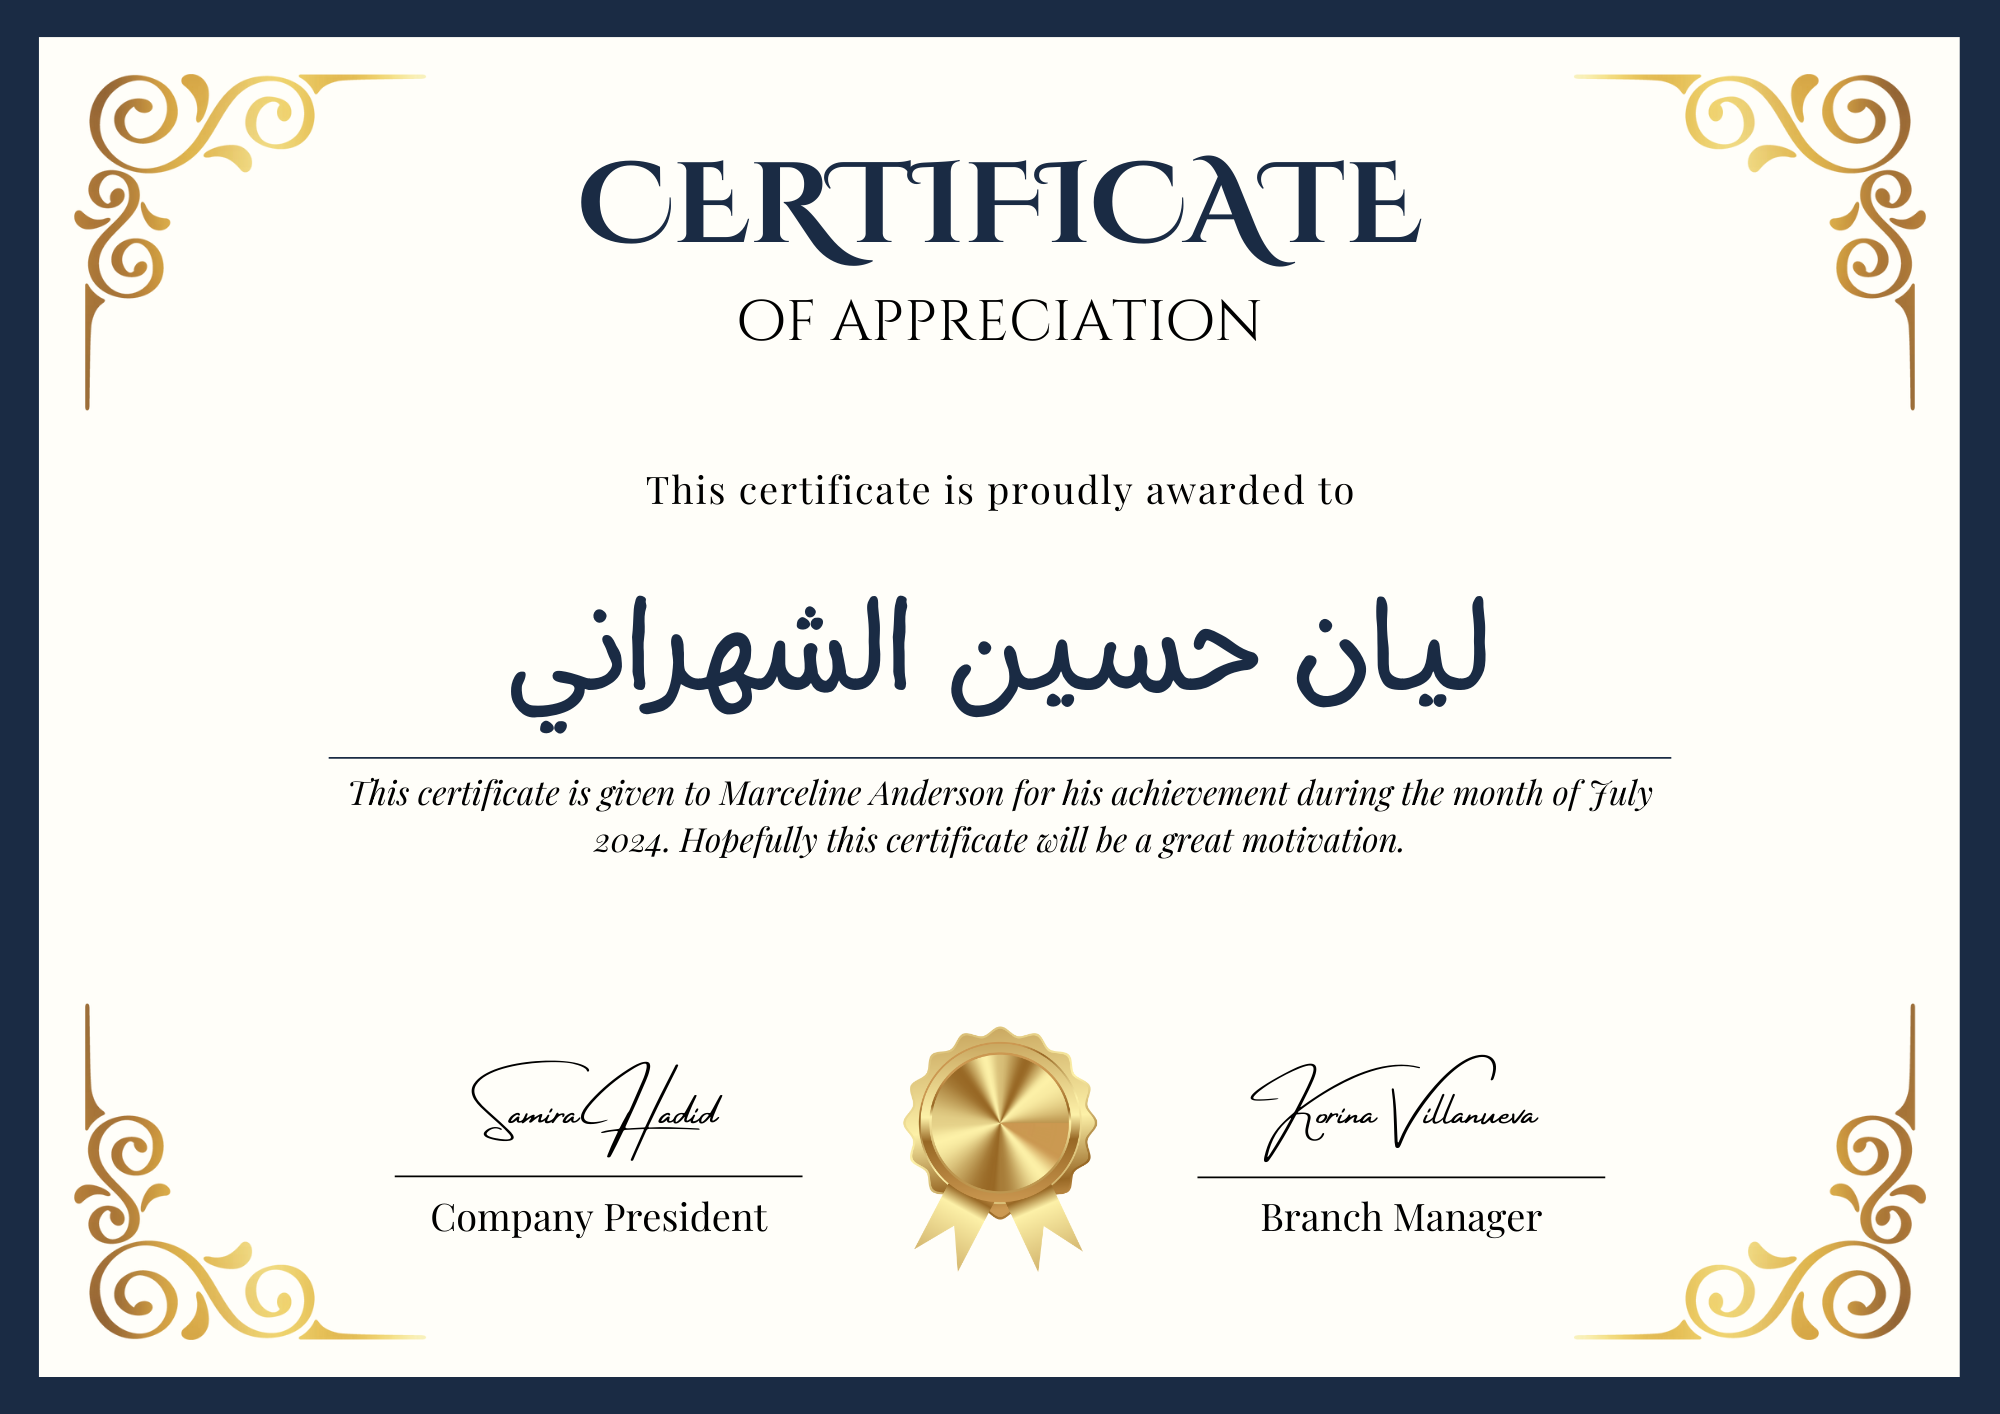 CERTIFICATE
OF APPRECIATION
This certificate is proudly awarded to
ليان حسين الشهراني
This certificate is given to Marceline Anderson for his achievement during the month of July
2024. Hopefully this certificate will be a great motivation.
Samira Hadid
Korina Villanueva
Company President
Branch Manager